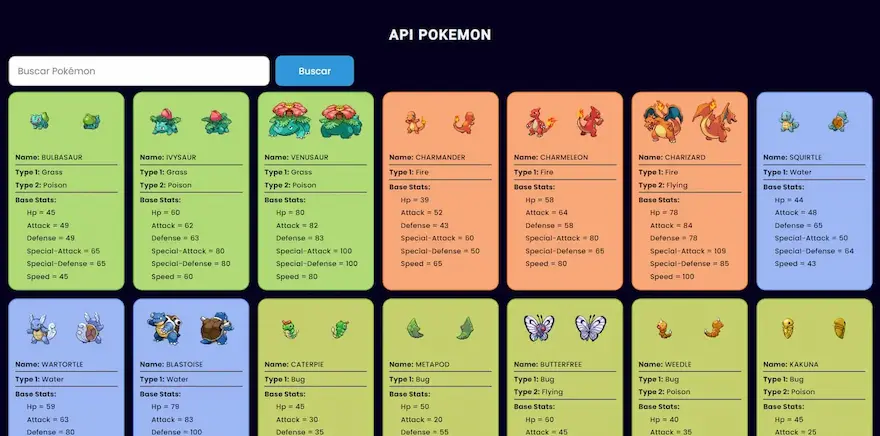 API POKEMON
Buscar Pokémon
Buscar
Name: BULBASAUR
Type 1: Grass
Type 2: Poison
Base Stats:
Hp = 45
Attack = 49
Defense = 49
Special-Attack = 65
Special-Defense = 65
Speed = 45
Name: IVYSAUR
Type 1: Grass
Type 2: Poison
Base Stats:
Hp = 60
Attack = 62
Defense = 63
Special-Attack = 80
Special-Defense = 80
Speed = 60
Name: VENUSAUR
Type 1: Grass
Type 2: Poison
Base Stats:
Hp = 80
Attack = 82
Defense = 83
Special-Attack = 100
Special-Defense = 100
Speed = 80
Name: CHARMANDER
Type 1: Fire
Base Stats:
Hp = 39
Attack = 52
Defense = 43
Special-Attack = 60
Special-Defense = 50
Speed = 65
Name: CHARMELEON
Type 1: Fire
Base Stats:
Hp = 58
Attack = 64
Defense = 58
Special-Attack = 80
Special-Defense = 65
Speed = 80
Name: CHARIZARD
Type 1: Fire
Type 2: Flying
Base Stats:
Hp = 78
Attack = 84
Defense = 78
Special-Attack = 109
Special-Defense = 85
Speed = 100
Name: SQUIRTLE
Type 1: Water
Base Stats:
Hp = 44
Attack = 48
Defense = 65
Special-Attack = 50
Special-Defense = 64
Speed = 43
Name: WARTORTLE
Type 1: Water
Base Stats:
Hp = 59
Attack = 63
Defense = 80
Name: BLASTOISE
Type 1: Water
Base Stats:
Hp = 79
Attack = 83
Defense = 100
Name: CATERPIE
Type 1: Bug
Base Stats:
Hp = 45
Attack = 30
Defense = 35
Name: METAPOD
Type 1: Bug
Base Stats:
Hp = 50
Attack = 20
Defense = 55
Name: BUTTERFREE
Type 1: Bug
Type 2: Flying
Base Stats:
Hp = 60
Attack = 45
Name: WEEDLE
Type 1: Bug
Type 2: Poison
Base Stats:
Hp = 40
Attack = 35
Name: KAKUNA
Type 1: Bug
Type 2: Poison
Base Stats:
Hp = 45
Attack = 25